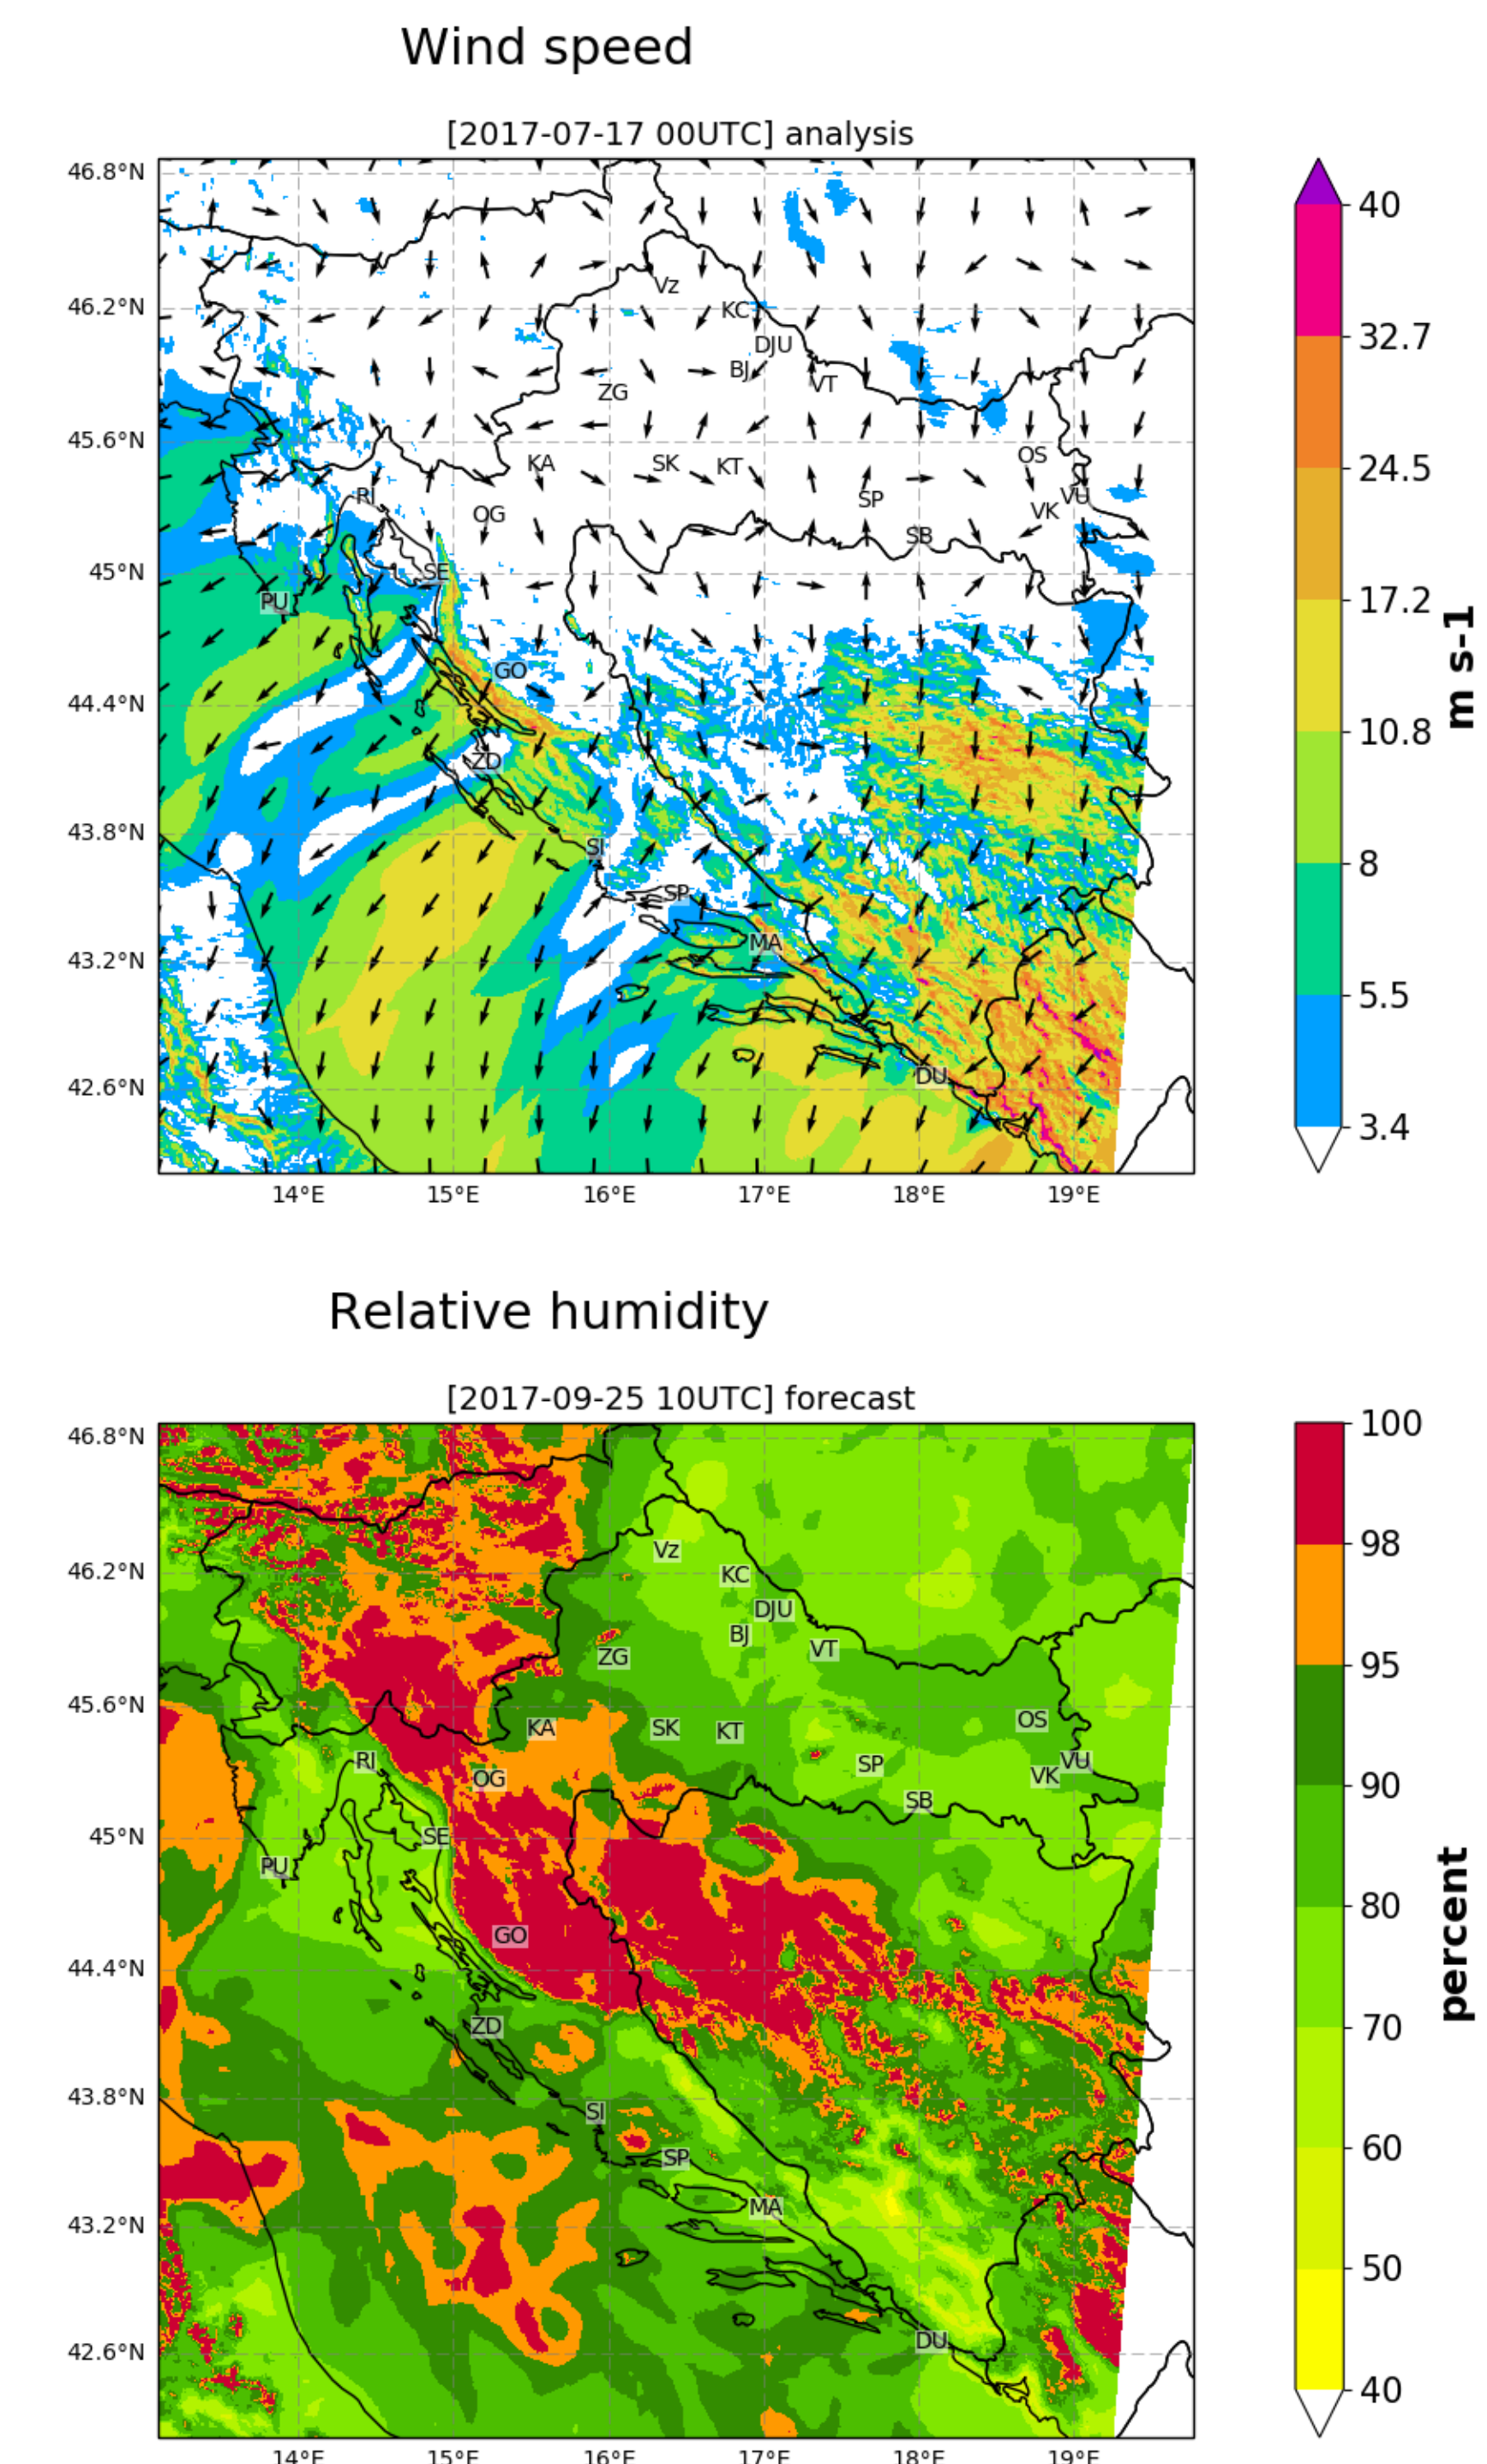 Wind speed
[2017-07-17 00UTC] analysis
46.8°N
46.2°N
45.6°N
45°N
44.4°N
43.8°N
43.2°N
42.6°N
14°E 15°E 16°E 17°E 18°E 19°E
Vz
KC
DJU
BJ
VT
ZG
KA
SK
KT
OS
RI
OG
SP
VU
VK
SB
SE
PU
GO
ZD
SI
SP
MA
DU
40
32.7
24.5
17.2
10.8
8
5.5
3.4
m s-1
Relative humidity
[2017-09-25 10UTC] forecast
46.8°N
46.2°N
45.6°N
45°N
44.4°N
43.8°N
43.2°N
42.6°N
14°E 15°E 16°E 17°E 18°E 19°E
Vz
KC
DJU
BJ
VT
ZG
KA
SK
KT
OS
RI
OG
SP
VU
VK
SB
SE
PU
GO
ZD
SI
SP
MA
DU
100
98
95
90
80
70
60
50
40
percent